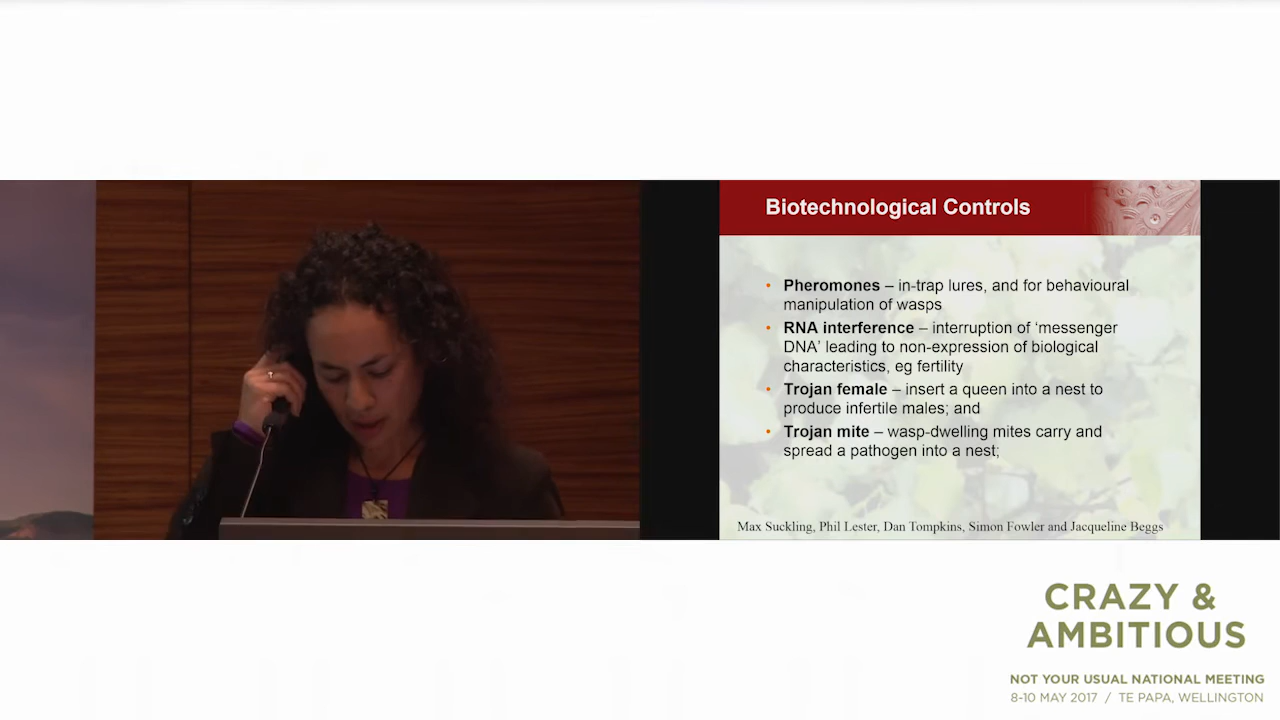 Biotechnological Controls
• Pheromones – in-trap lures, and for behavioural
manipulation of wasps
• RNA interference – interruption of ‘messenger
DNA’ leading to non-expression of biological
characteristics, eg fertility
• Trojan female – insert a queen into a nest to
produce infertile males; and
• Trojan mite – wasp-dwelling mites carry and
spread a pathogen into a nest;
Max Suckling, Phil Lester, Dan Tompkins, Simon Fowler and Jacqueline Beggs
CRAZY &
AMBITIOUS
NOT YOUR USUAL NATIONAL MEETING
8-10 MAY 2017 / TE PAPA, WELLINGTON